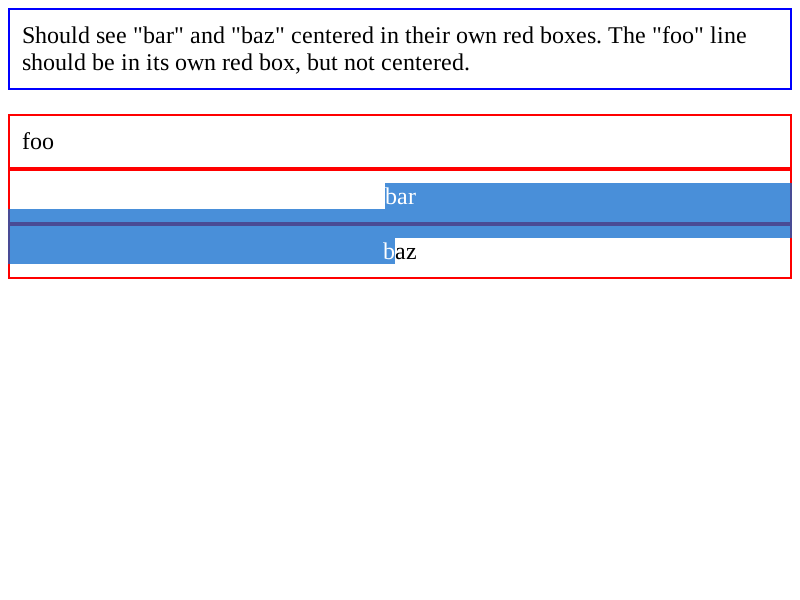 Should see "bar" and "baz" centered in their own red boxes. The "foo" line
should be in its own red box, but not centered.
foo
bar
baz